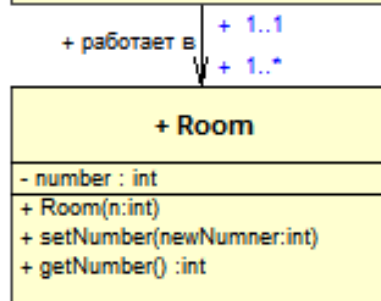 + 1..1
+ работает в
+ 1..*
+ Room
- number : int
+ Room(n:int)
+ setNumber(newNumner:int)
+ getNumber() :int